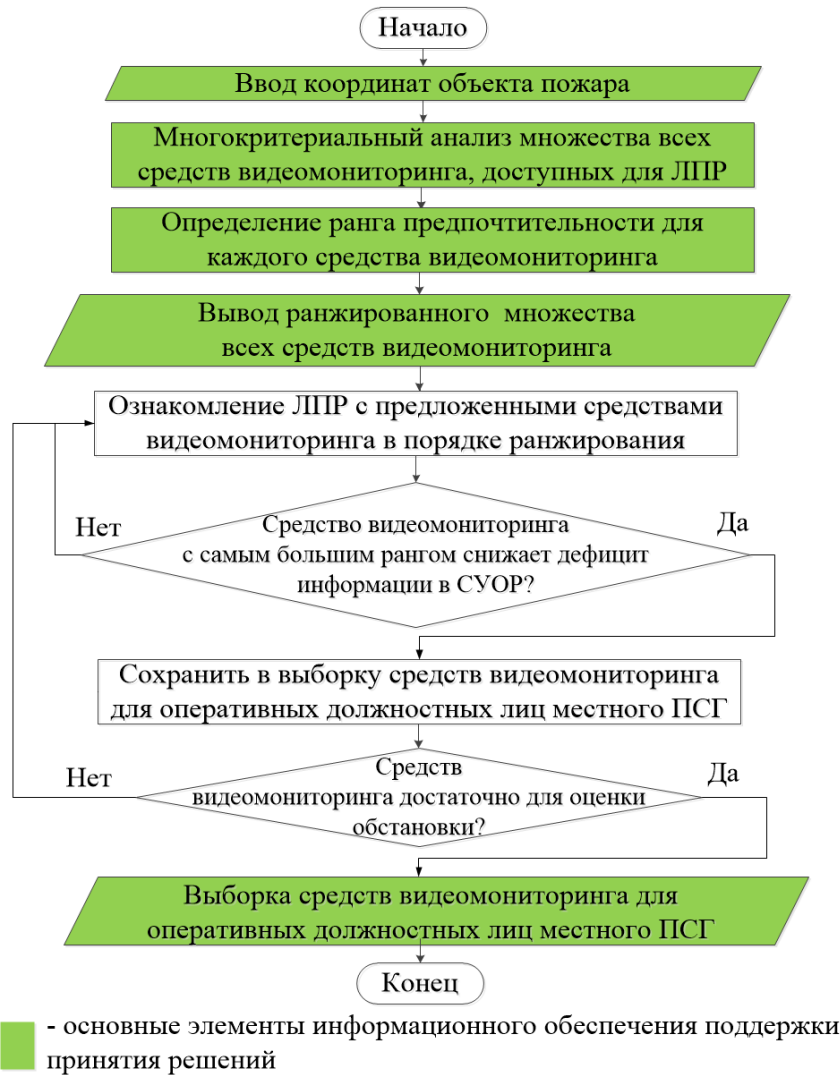 Начало
Ввод координат объекта пожара
Многокритериальный анализ множества всех
средств видеомониторинга, доступных для ЛПР
Определение ранга предпочтительности для
каждого средства видеомониторинга
Вывод ранжированного множества
всех средств видеомониторинга
Ознакомление ЛПР с предложенными средствами
видеомониторинга в порядке ранжирования
Нет
Да
Средство видеомониторинга
с самым большим рангом снижает дефицит
информации в СУОР?
Сохранить в выборку средств видеомониторинга
для оперативных должностных лиц местного ПСГ
Нет
Да
Средств
видеомониторинга достаточно для оценки
обстановки?
Выборка средств видеомониторинга для
оперативных должностных лиц местного ПСГ
Конец
- основные элементы информационного обеспечения поддержки
принятия решений